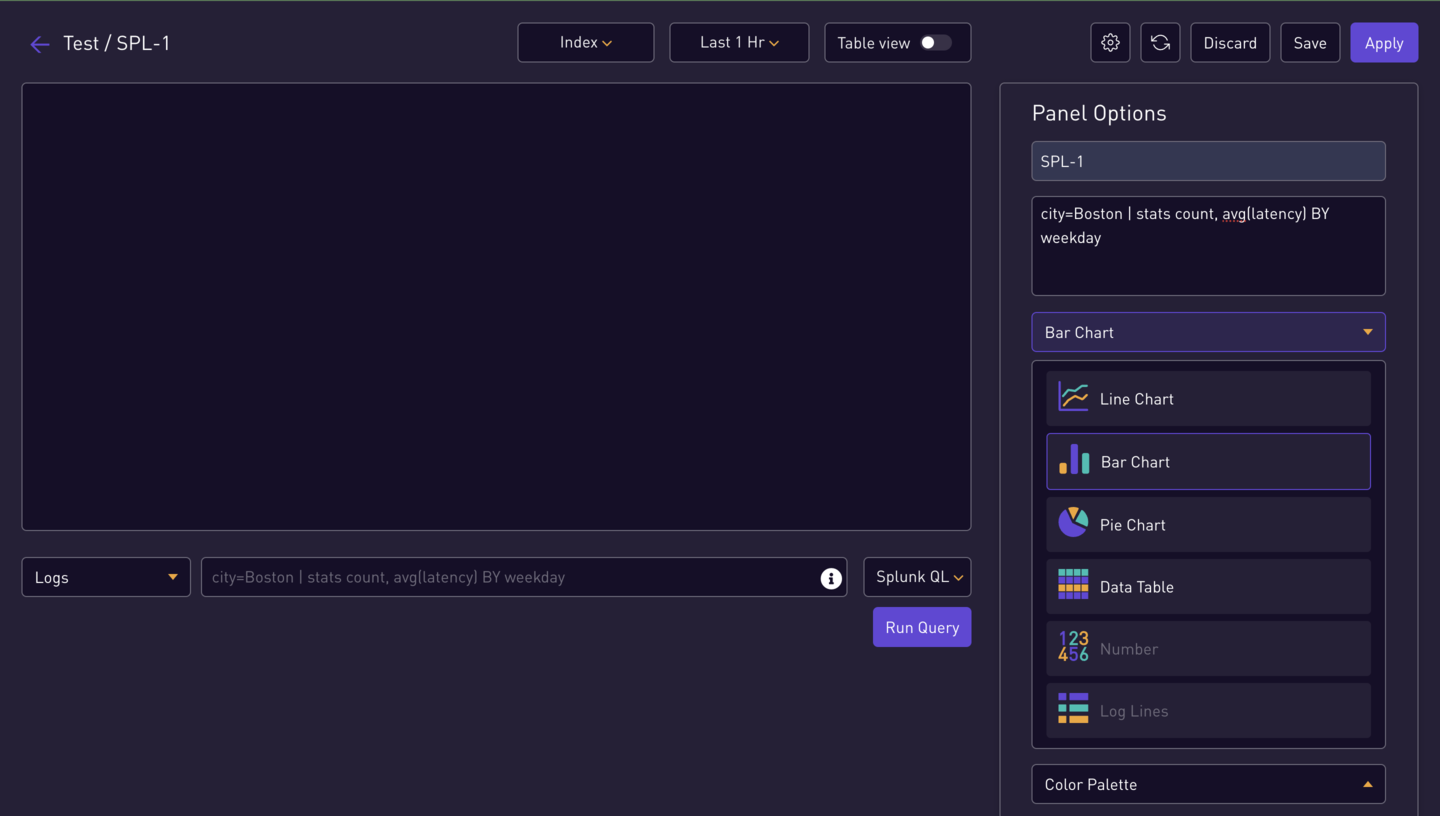 Test / SPL-1
Index
Last 1 Hr
Table view
Discard
Save
Apply
Panel Options
SPL-1
city=Boston | stats count, avg(latency) BY
weekday
Bar Chart
Line Chart
Bar Chart
Pie Chart
Data Table
123
456
Number
Log Lines
Color Palette
Logs
city=Boston | stats count, avg(latency) BY weekday
Splunk QL
Run Query